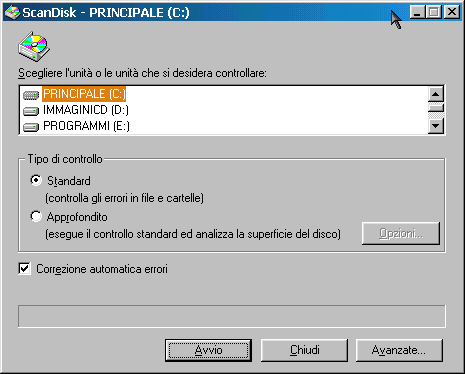 ScanDisk - PRINCIPALE (C:)
Scegliere l'unità o le unità che si desidera controllare:
PRINCIPALE (C:)
IMMAGINICD (D:)
PROGRAMMI (E:)
Tipo di controllo
Standard
(controlla gli errori in file e cartelle)
Approfondito
(esegue il controllo standard ed analizza la superficie del disco)
Opzioni...
Correzione automatica errori
Avvio Chiudi Avanzate...